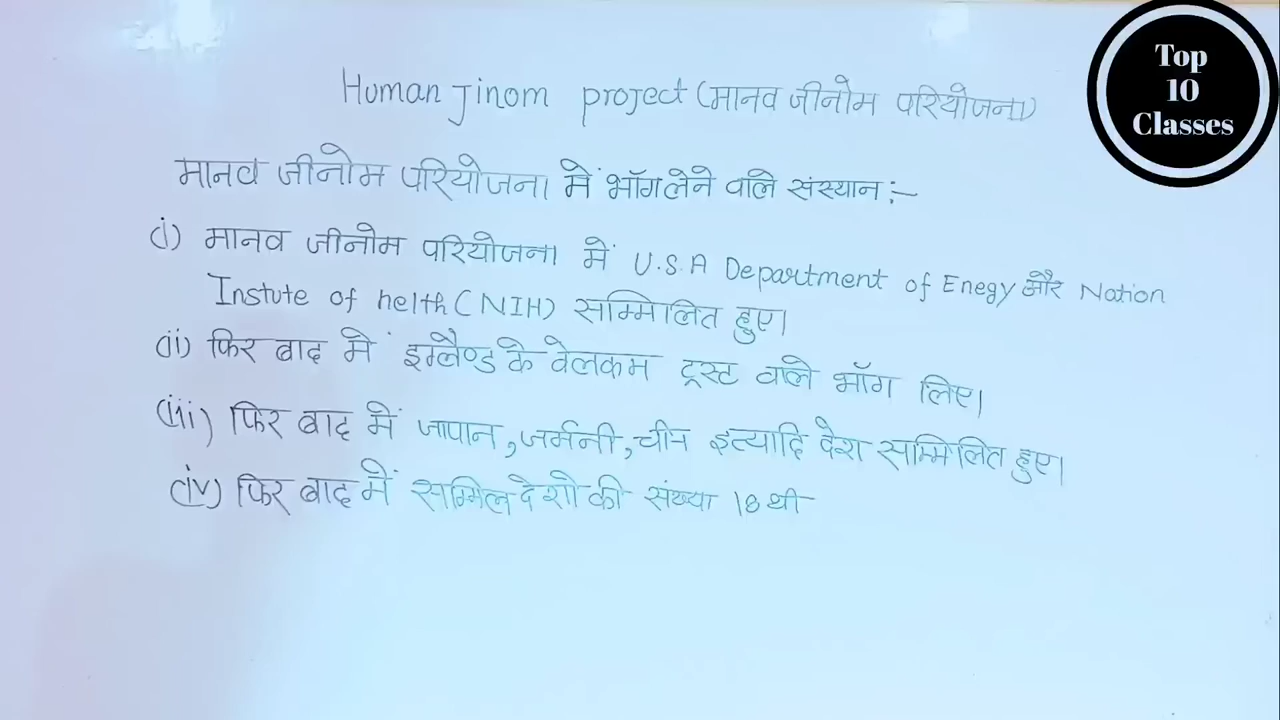 Human Jinom project (मानव जीनोम परियोजना)
Top
10
Classes
मानव जीनोम परियोजना में भॉग लेने वाले संस्थान :-
(i) मानव जीनोम परियोजना में U.S.A Department of Enegy और Nation
Instute of helth (NIH) सम्मिलित हुए।
(ii) फिर बाद में इग्लैण्ड के वेलकम ट्रस्ट वाले भॉग लिए।
(iii) फिर बाद में जापान, जर्मनी, चीन इत्यादि देश सम्मिलित हुए।
(iv) फिर बाद में सम्मिल देशो की संख्या 18 थी